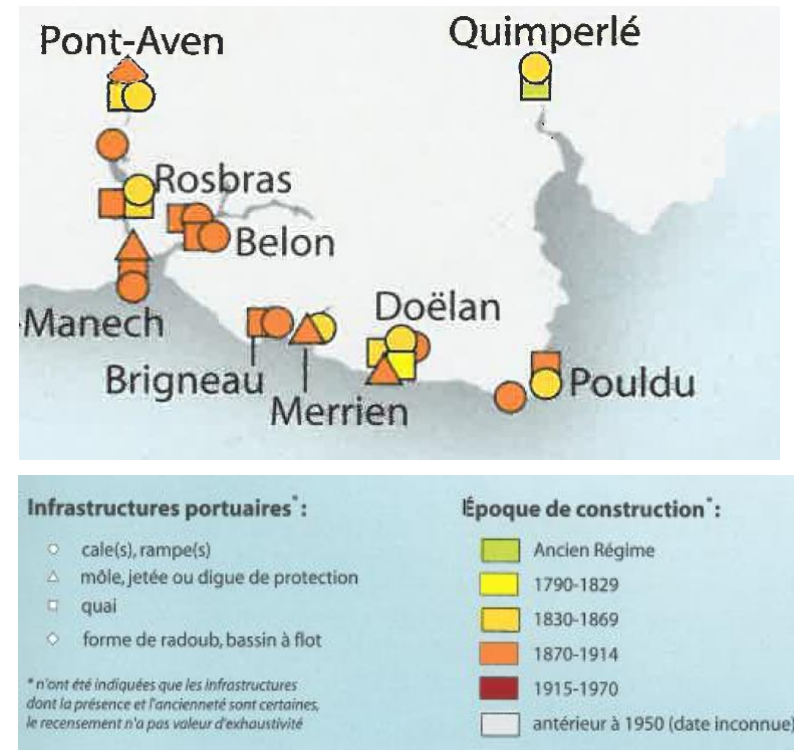 Pont-Aven
Quimperlé
Rosbras
Belon
-Manech
Doëlan
Brigneau
Merrien
Pouldu
Infrastructures portuaires* :
cale(s), rampe(s)
môle, jetée ou digue de protection
quai
forme de radoub, bassin à flot
* n'ont été indiquées que les infrastructures
dont la présence et l'ancienneté sont certaines,
le recensement n'a pas valeur d'exhaustivité
Époque de construction* :
Ancien Régime
1790-1829
1830-1869
1870-1914
1915-1970
antérieur à 1950 (date inconnue)